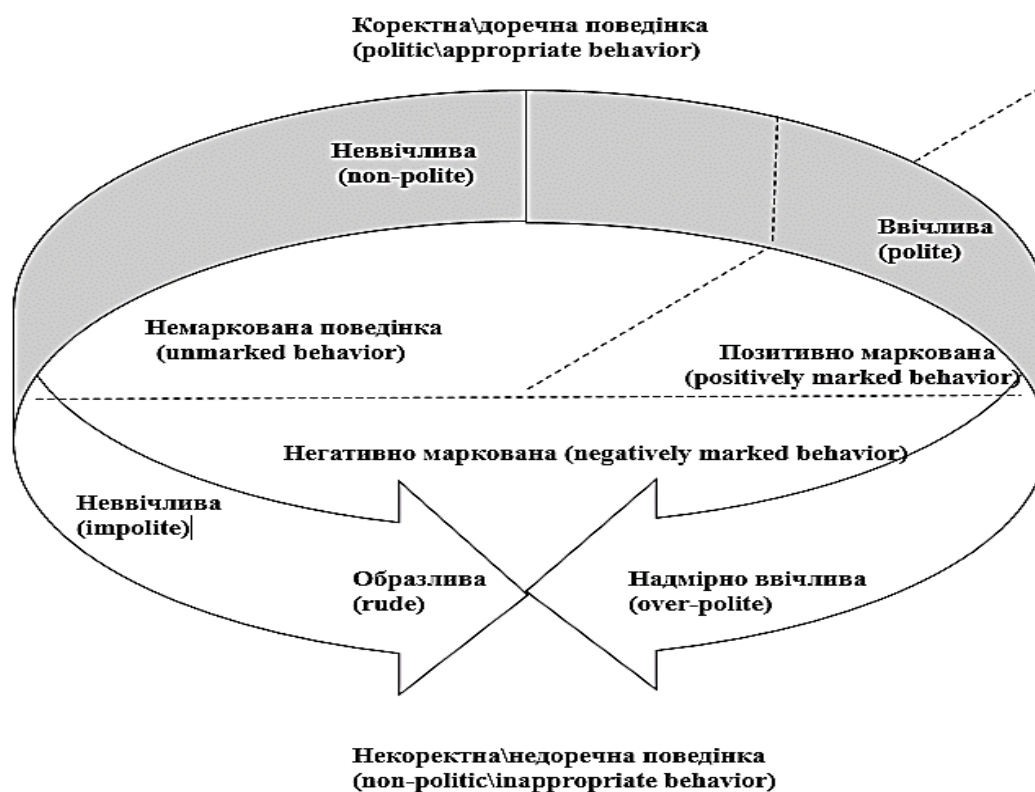 Коректна\доречна поведінка
(politic\appropriate behavior)
Неввічлива
(non-polite)
Ввічлива
(polite)
Немаркована поведінка
(unmarked behavior)
Позитивно маркована
(positively marked behavior)
Негативно маркована (negatively marked behavior)
Неввічлива
(impolite)
Образлива
(rude)
Надмірно ввічлива
(over-polite)
Некоректна\недоречна поведінка
(non-politic\inappropriate behavior)